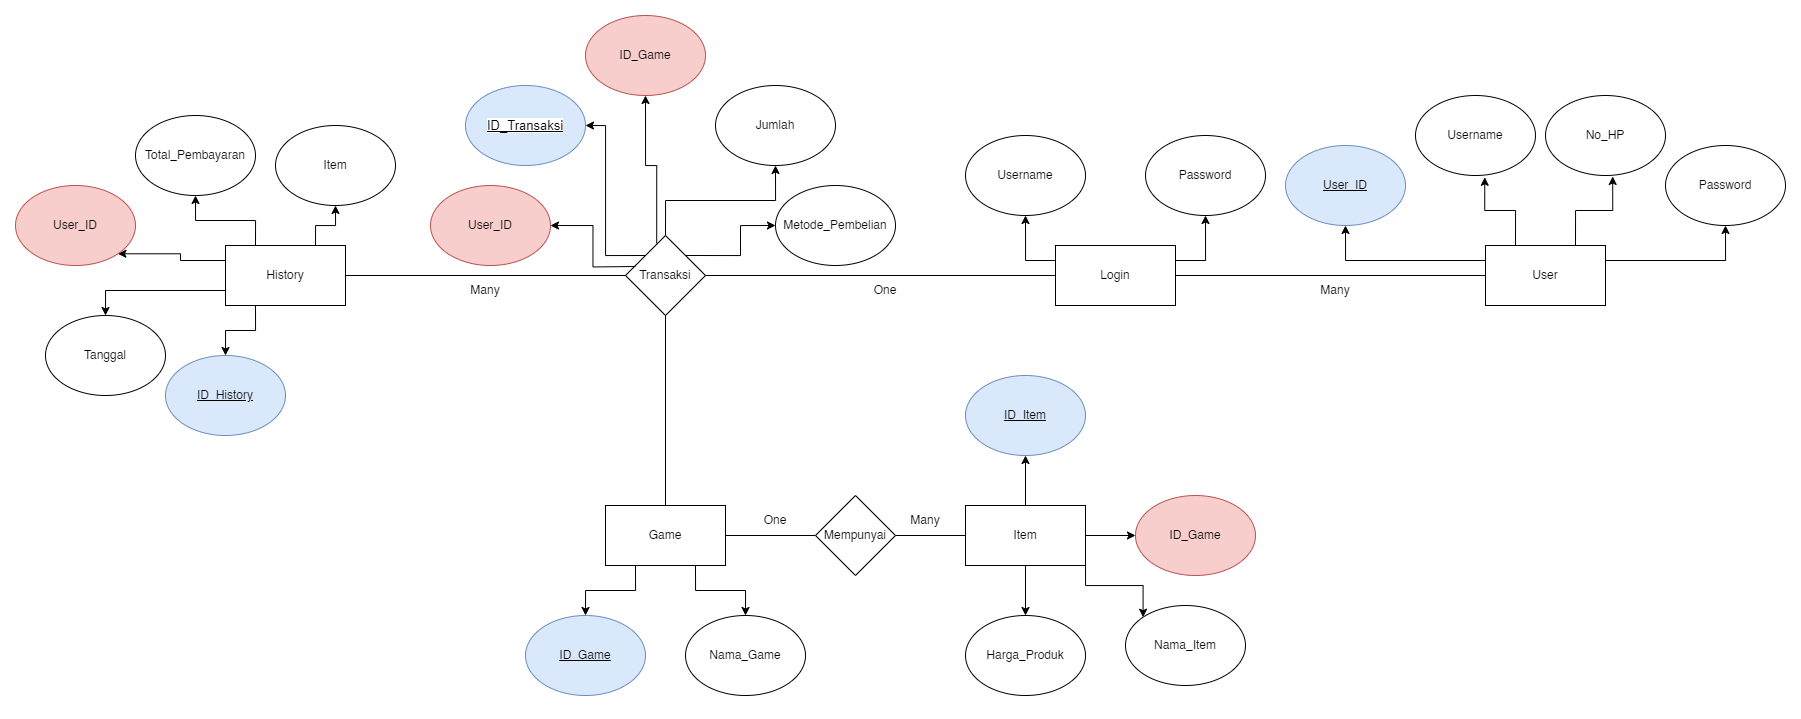 ID_Game
ID_Transaksi
Jumlah
Username
No_HP
Total_Pembayaran
Item
Username
Password
User_ID
Password
User_ID
User_ID
Metode_Pembelian
History
Transaksi
Login
User
Many
One
Many
Tanggal
ID_History
ID_Item
One
Many
Game
Mempunyai
Item
ID_Game
ID_Game
Nama_Game
Harga_Produk
Nama_Item